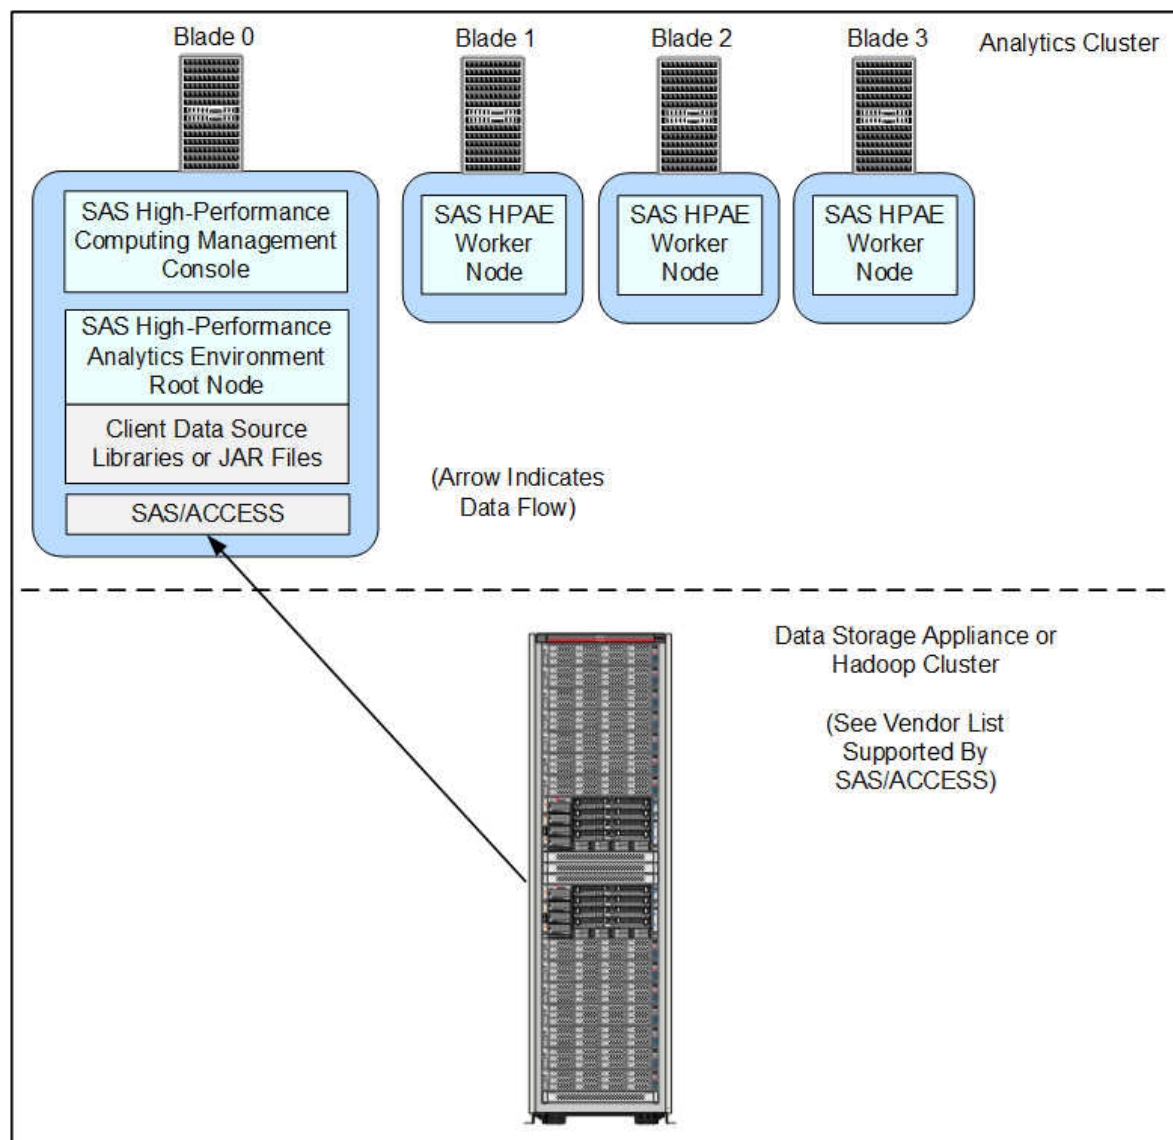 Blade 0
Blade 1
Blade 2
Blade 3
Analytics Cluster
SAS High-Performance
Computing Management
Console
SAS High-Performance
Analytics Environment
Root Node
Client Data Source
Libraries or JAR Files
SAS/ACCESS
SAS HPAE
Worker
Node
SAS HPAE
Worker
Node
SAS HPAE
Worker
Node
(Arrow Indicates
Data Flow)
Data Storage Appliance or
Hadoop Cluster
(See Vendor List
Supported By
SAS/ACCESS)